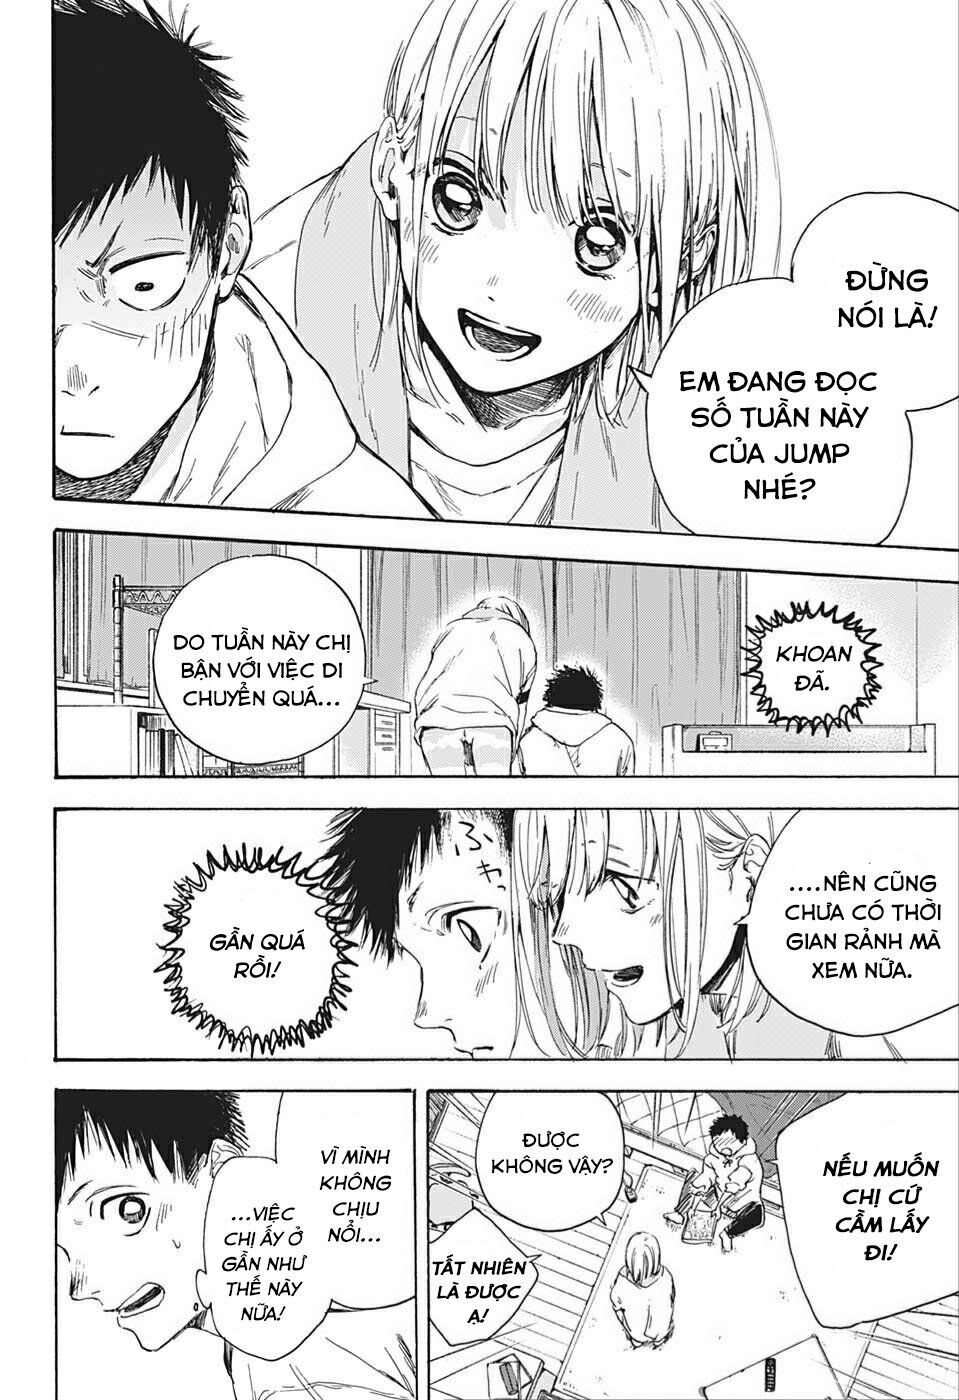 ĐỪNG
NÓI LÀ!
EM ĐANG ĐỌC
SỐ TUẦN NÀY
CỦA JUMP
NHÉ?
KHOAN
ĐÃ.
DO TUẦN NÀY CHỊ
BẬN VỚI VIỆC DI
CHUYỂN QUÁ...
....NÊN CŨNG
CHƯA CÓ THỜI
GIAN RẢNH MÀ
XEM NỮA.
ふぁっ
GẦN QUÁ
RỒI!
NẾU MUỐN
CHỊ CỨ
CẦM LẤY
ĐI!
ĐƯỢC
KHÔNG VẬY?
TẤT NHIÊN
LÀ ĐƯỢC
Ạ!
VÌ MÌNH
KHÔNG
CHỊU
NỔI...
...VIỆC
CHỊ ẤY Ở
GẦN NHƯ
THẾ NÀY
NỮA!